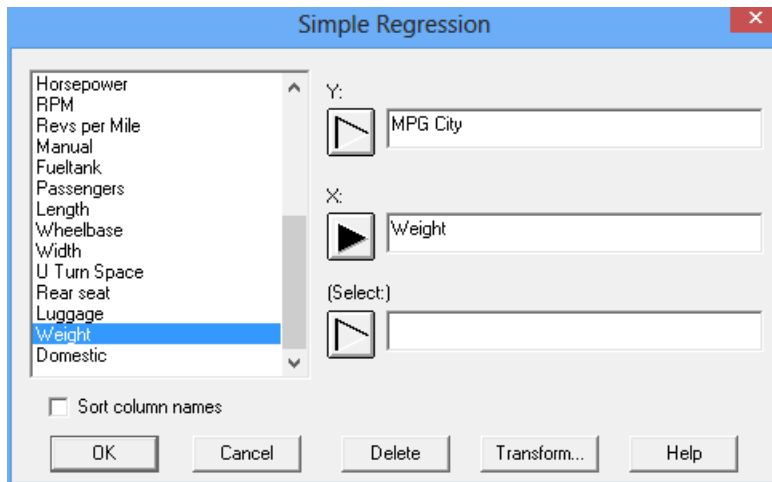 Simple Regression
Horsepower
RPM
Revs per Mile
Manual
Fueltank
Passengers
Length
Wheelbase
Width
U Turn Space
Rear seat
Luggage
Weight
Domestic
Y:
MPG City
X:
Weight
(Select:)
Sort column names
OK
Cancel
Delete
Transform...
Help